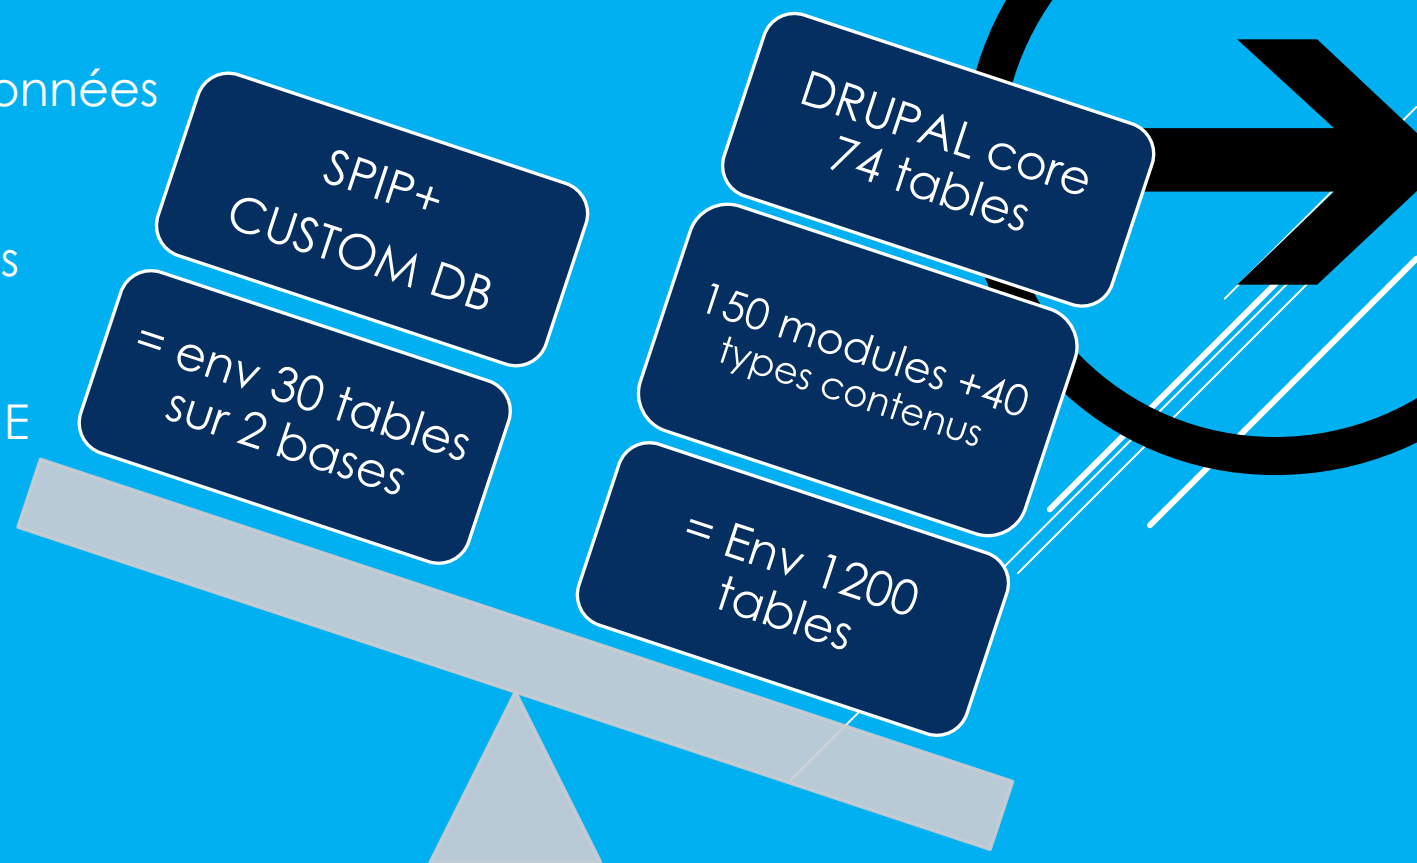 onnées
s
E
SPIP+
CUSTOM DB
= env 30 tables
sur 2 bases
DRUPAL core
74 tables
150 modules +40
types contenus
= Env 1200
tables